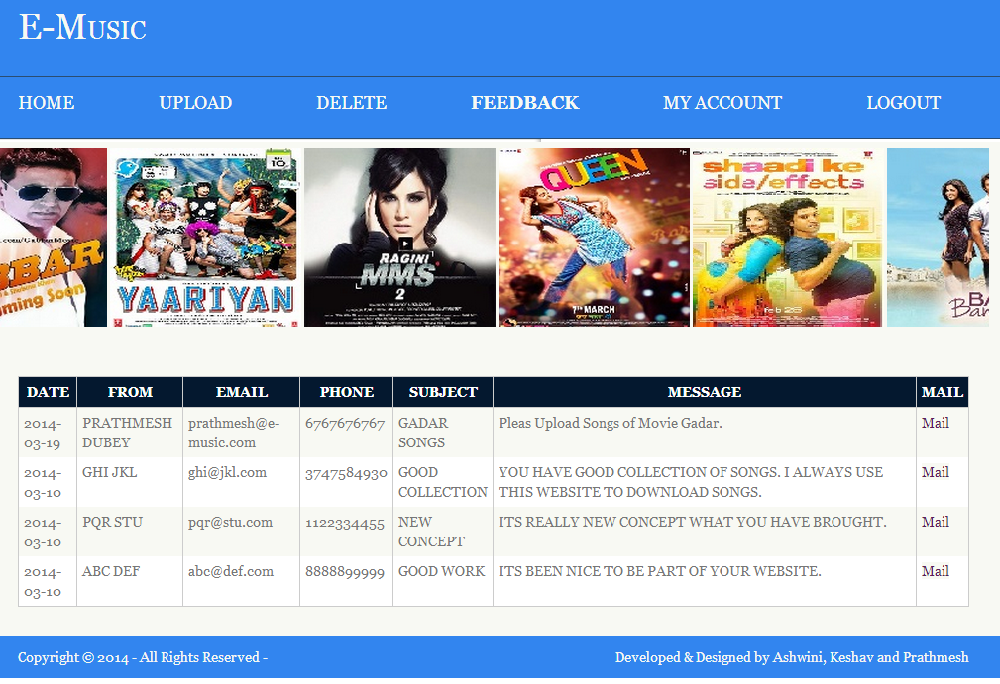 E-Music
HOME UPLOAD DELETE FEEDBACK MY ACCOUNT LOGOUT
BBAR
ming Soon
10
YAARIYAN
RAGINI
MMS
2
QUEEN
7TH MARCH
shaadi ke
side/effects
feb 28
BA
Ban
DATE FROM EMAIL PHONE SUBJECT MESSAGE MAIL
2014- PRATHMESH prathmesh@e- 6767676767 GADAR Pleas Upload Songs of Movie Gadar. Mail
03-19 DUBEY music.com SONGS
2014- GHI JKL ghi@jkl.com 3747584930 GOOD YOU HAVE GOOD COLLECTION OF SONGS. I ALWAYS USE Mail
03-10 COLLECTION THIS WEBSITE TO DOWNLOAD SONGS.
2014- PQR STU pqr@stu.com 1122334455 NEW ITS REALLY NEW CONCEPT WHAT YOU HAVE BROUGHT. Mail
03-10 CONCEPT
2014- ABC DEF abc@def.com 8888899999 GOOD WORK ITS BEEN NICE TO BE PART OF YOUR WEBSITE. Mail
03-10
Copyright © 2014 - All Rights Reserved - Developed & Designed by Ashwini, Keshav and Prathmesh